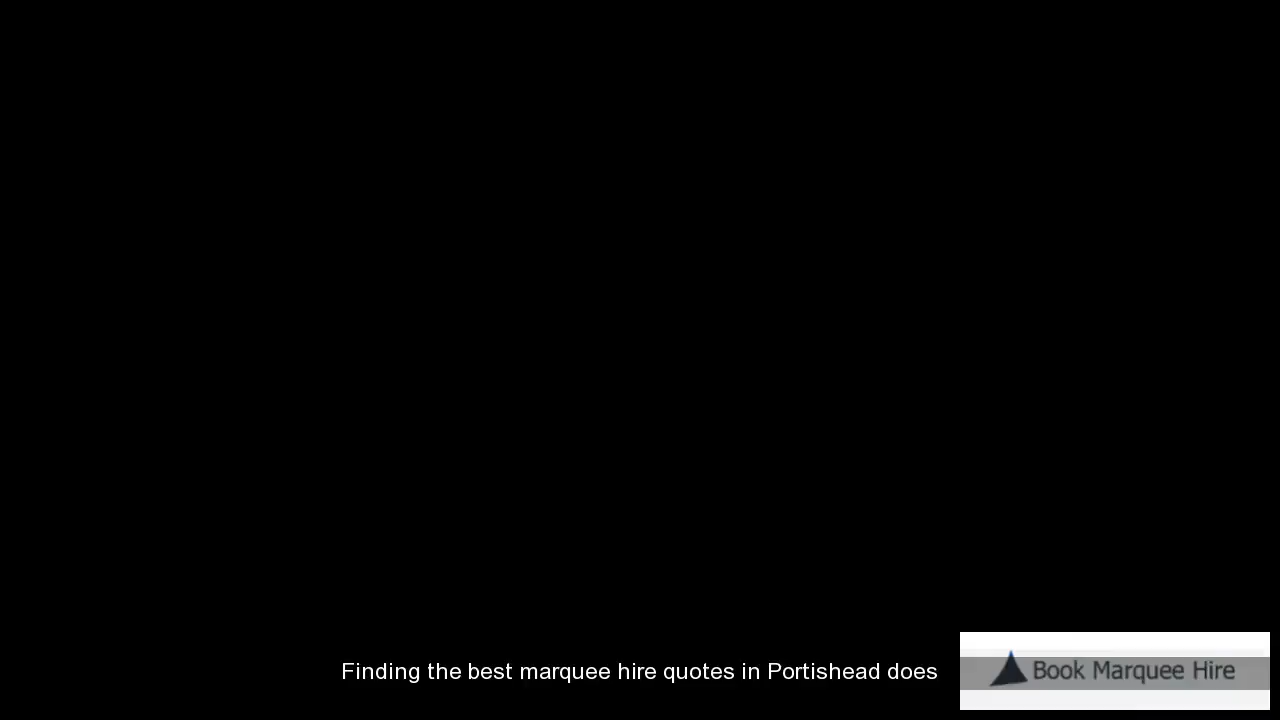 Finding the best marquee hire quotes in Portishead does
Book Marquee Hire